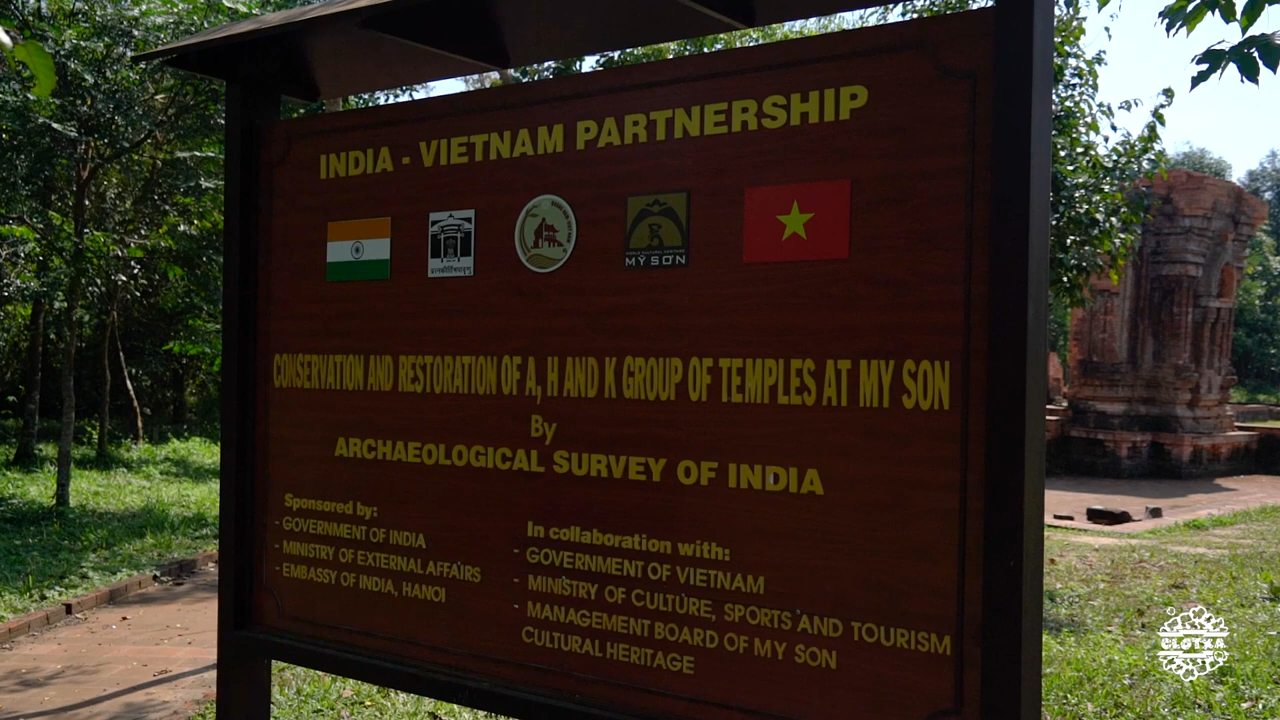 INDIA - VIETNAM PARTNERSHIP
MỸ SƠN
CONSERVATION AND RESTORATION OF A, H AND K GROUP OF TEMPLES AT MY SON
By
ARCHAEOLOGICAL SURVEY OF INDIA
Sponsored by:
- GOVERNMENT OF INDIA
- MINISTRY OF EXTERNAL AFFAIRS
- EMBASSY OF INDIA, HANOI
In collaboration with:
- GOVERNMENT OF VIETNAM
- MINISTRY OF CULTURE, SPORTS AND TOURISM
- MANAGEMENT BOARD OF MY SON
CULTURAL HERITAGE